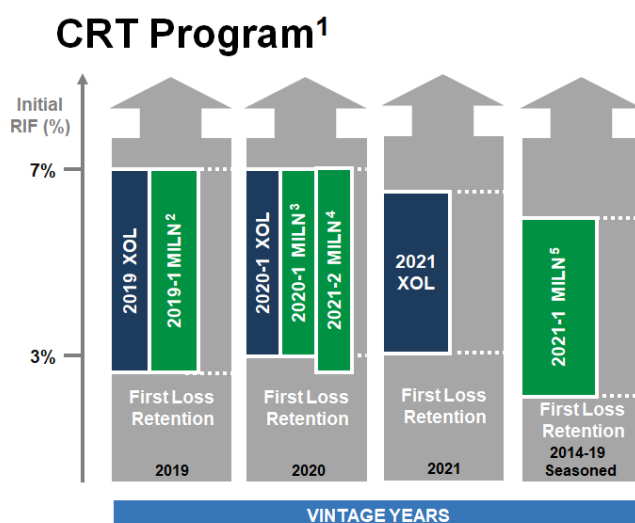 CRT Program¹
Initial
RIF (%)
7%
3%
2019 XOL
2019-1 MILN²
First Loss
Retention
2019
2020-1 XOL
2020-1 MILN³
2021-2 MILN⁴
First Loss
Retention
2020
2021
XOL
First Loss
Retention
2021
2021-1 MILN⁵
First Loss
Retention
2014-19
Seasoned
VINTAGE YEARS